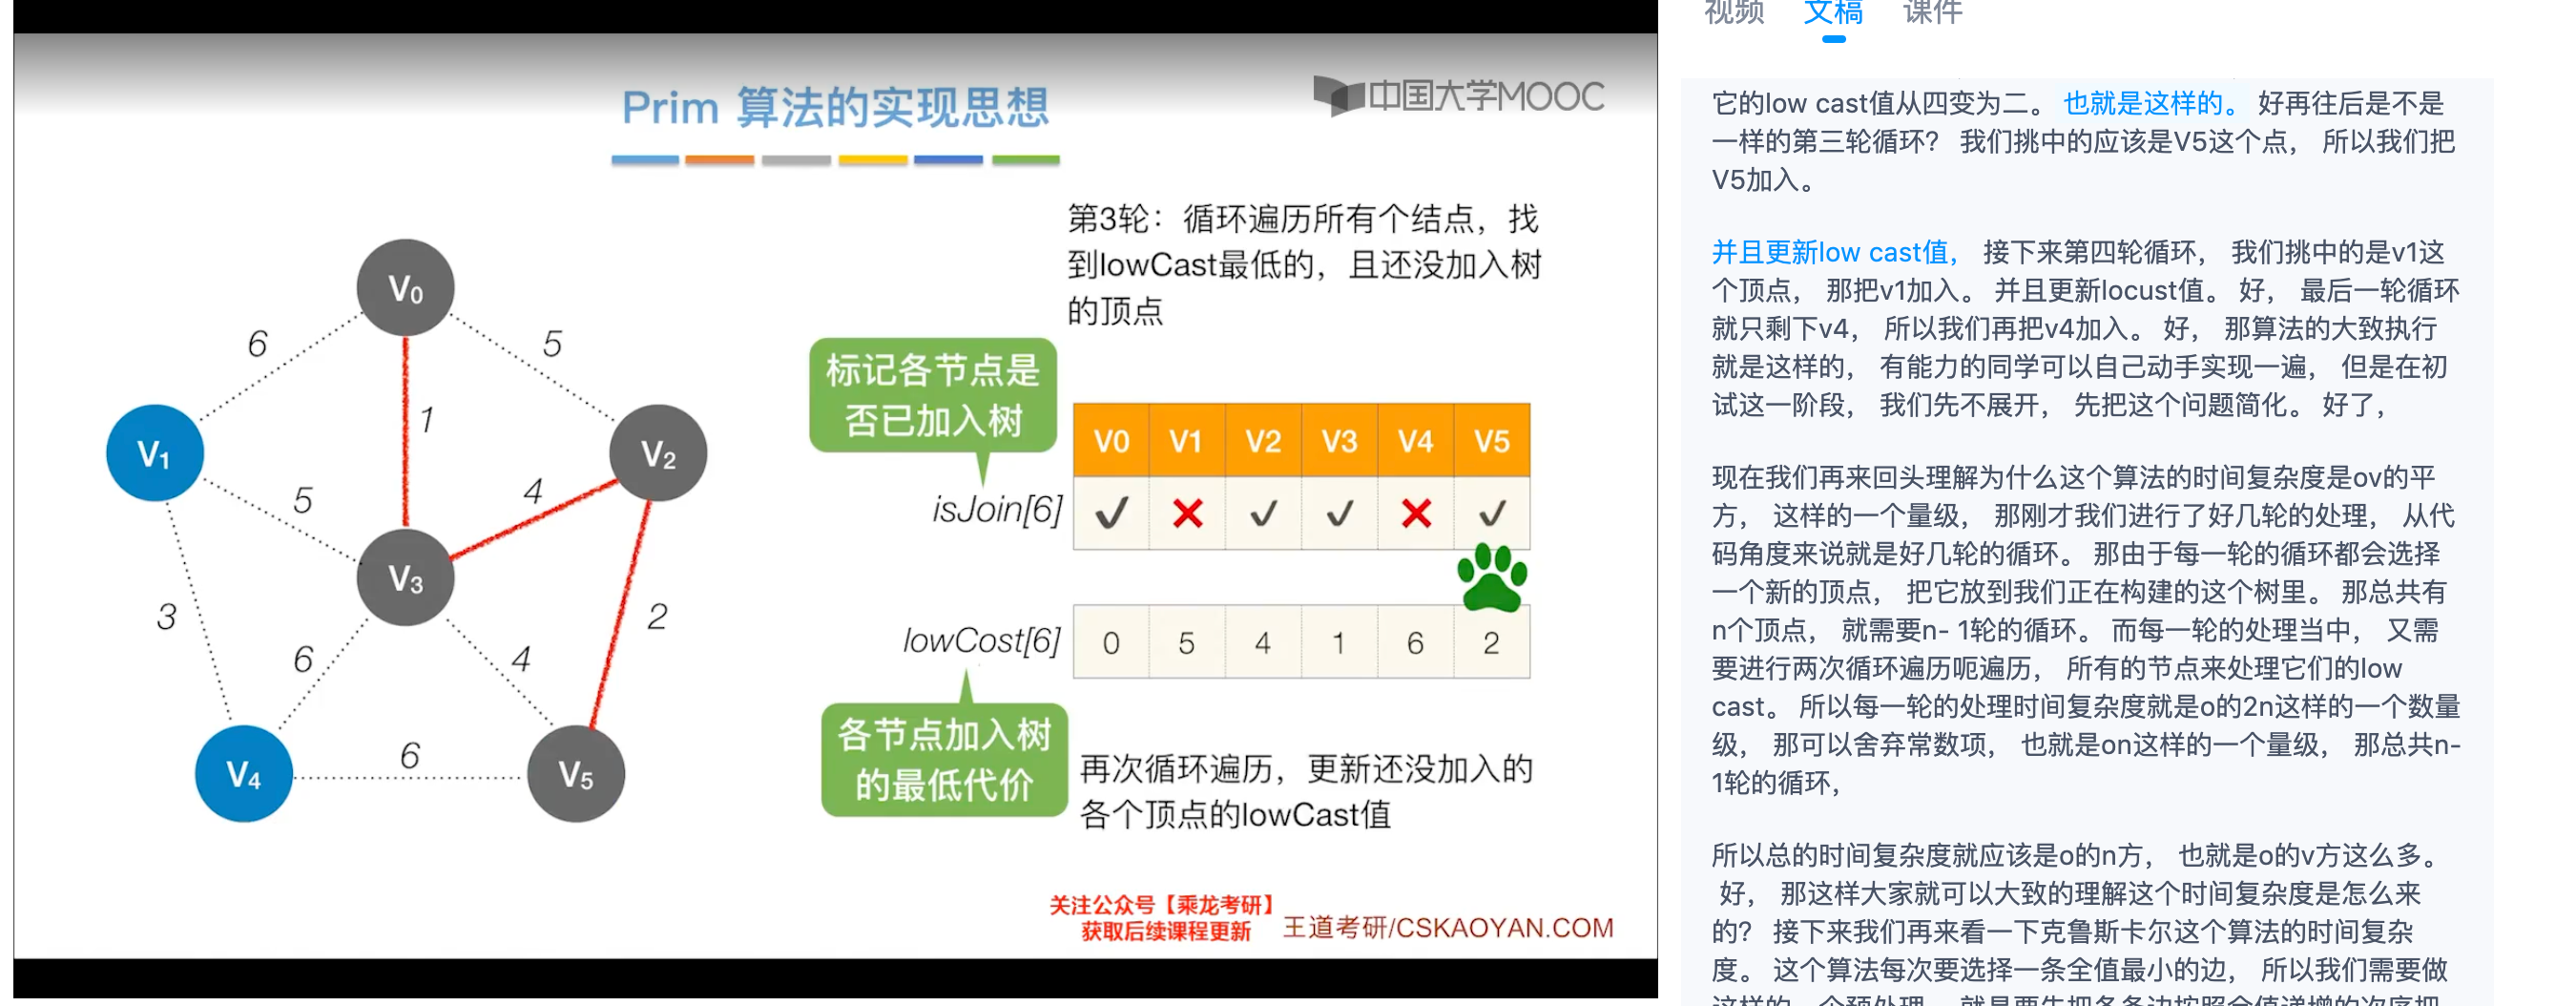 Prim 算法的实现思想
中国大学MOOC
第3轮：循环遍历所有个结点，找
到lowCast最低的，且还没加入树
的顶点
标记各节点是
否已加入树
V0 V1 V2 V3 V4 V5
isJoin[6] ✓ ✕ ✓ ✓ ✕ ✓
lowCost[6] 0 5 4 1 6 2
各节点加入树
的最低代价
再次循环遍历，更新还没加入的
各个顶点的lowCast值
V0
6
5
1
V1
V2
5
4
V3
3
2
6
4
6
V4
V5
关注公众号【乘龙考研】
获取后续课程更新
王道考研/CSKAOYAN.COM
视频 文稿 课件
它的low cast值从四变为二。 也就是这样的。 好再往后是不是
一样的第三轮循环？ 我们挑中的应该是V5这个点， 所以我们把
V5加入。
并且更新low cast值， 接下来第四轮循环， 我们挑中的是v1这
个顶点， 那把v1加入。 并且更新locust值。 好， 最后一轮循环
就只剩下v4， 所以我们再把v4加入。 好， 那算法的大致执行
就是这样的， 有能力的同学可以自己动手实现一遍， 但是在初
试这一阶段， 我们先不展开， 先把这个问题简化。 好了，
现在我们再来回头理解为什么这个算法的时间复杂度是ov的平
方， 这样的一个量级， 那刚才我们进行了好几轮的处理， 从代
码角度来说就是好几轮的循环。 那由于每一轮的循环都会选择
一个新的顶点， 把它放到我们正在构建的这个树里。 那总共有
n个顶点， 就需要n- 1轮的循环。 而每一轮的处理当中， 又需
要进行两次循环遍历呃遍历， 所有的节点来处理它们的low
cast。 所以每一轮的处理时间复杂度就是o的2n这样的一个数量
级， 那可以舍弃常数项， 也就是on这样的一个量级， 那总共n-
1轮的循环，
所以总的时间复杂度就应该是o的n方， 也就是o的v方这么多。
好， 那这样大家就可以大致的理解这个时间复杂度是怎么来
的？ 接下来我们再来看一下克鲁斯卡尔这个算法的时间复杂
度。 这个算法每次要选择一条全值最小的边， 所以我们需要做